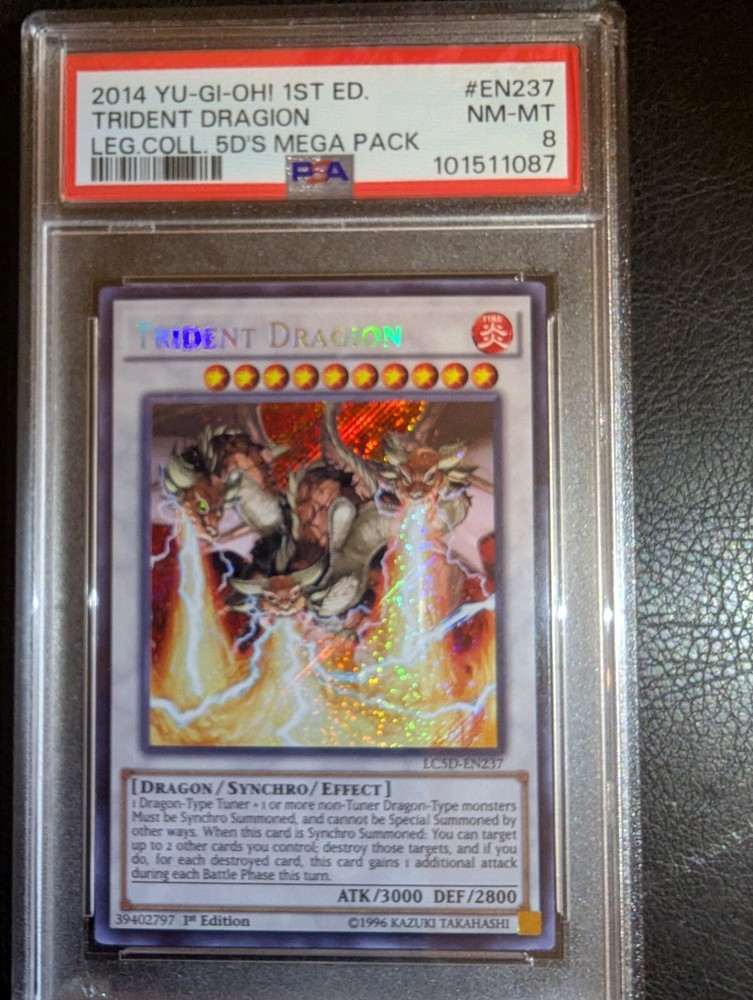 2014 YU-GI-OH! 1ST ED. #EN237
TRIDENT DRAGION NM-MT
LEG.COLL. 5D'S MEGA PACK 8
PSA 101511087
TRIDENT DRAGION
FIRE
炎
LC5D-EN237
[DRAGON/SYNCHRO/EFFECT]
1 Dragon-Type Tuner + 1 or more non-Tuner Dragon-Type monsters
Must be Synchro Summoned, and cannot be Special Summoned by
other ways. When this card is Synchro Summoned: You can target
up to 2 other cards you control; destroy those targets, and if you
do, for each destroyed card, this card gains 1 additional attack
during each Battle Phase this turn.
ATK/3000 DEF/2800
39402797 1st Edition ©1996 KAZUKI TAKAHASHI